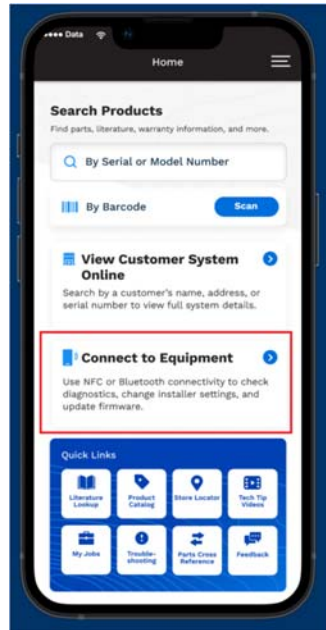 Data
Home
Search Products
Find parts, literature, warranty information, and more.
By Serial or Model Number
By Barcode
Scan
View Customer System
Online
Search by a customer's name, address, or
serial number to view full system details.
Connect to Equipment
Use NFC or Bluetooth connectivity to check
diagnostics, change installer settings, and
update firmware.
Quick Links
Literature
Lookup
Product
Catalog
Store Locator
Tech Tip
Videos
My Jobs
Trouble-
shooting
Parts Cross
Reference
Feedback